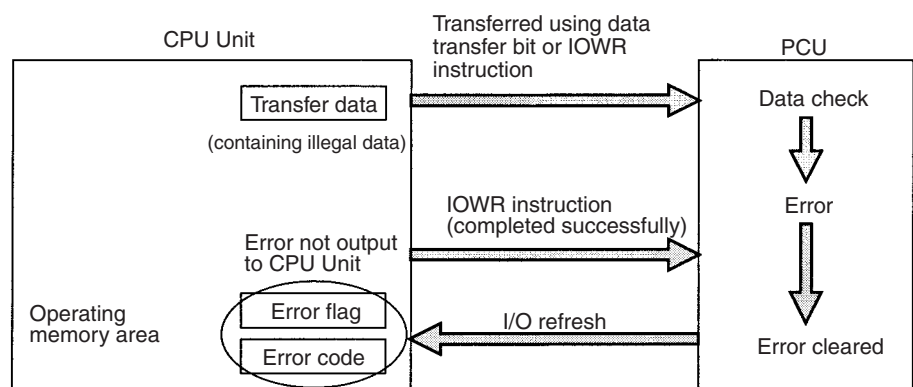 CPU Unit
Transferred using data
transfer bit or IOWR
instruction
PCU
Transfer data
(containing illegal data)
Data check
Error
IOWR instruction
(completed successfully)
Error not output
to CPU Unit
Operating
memory area
Error flag
Error code
I/O refresh
Error cleared